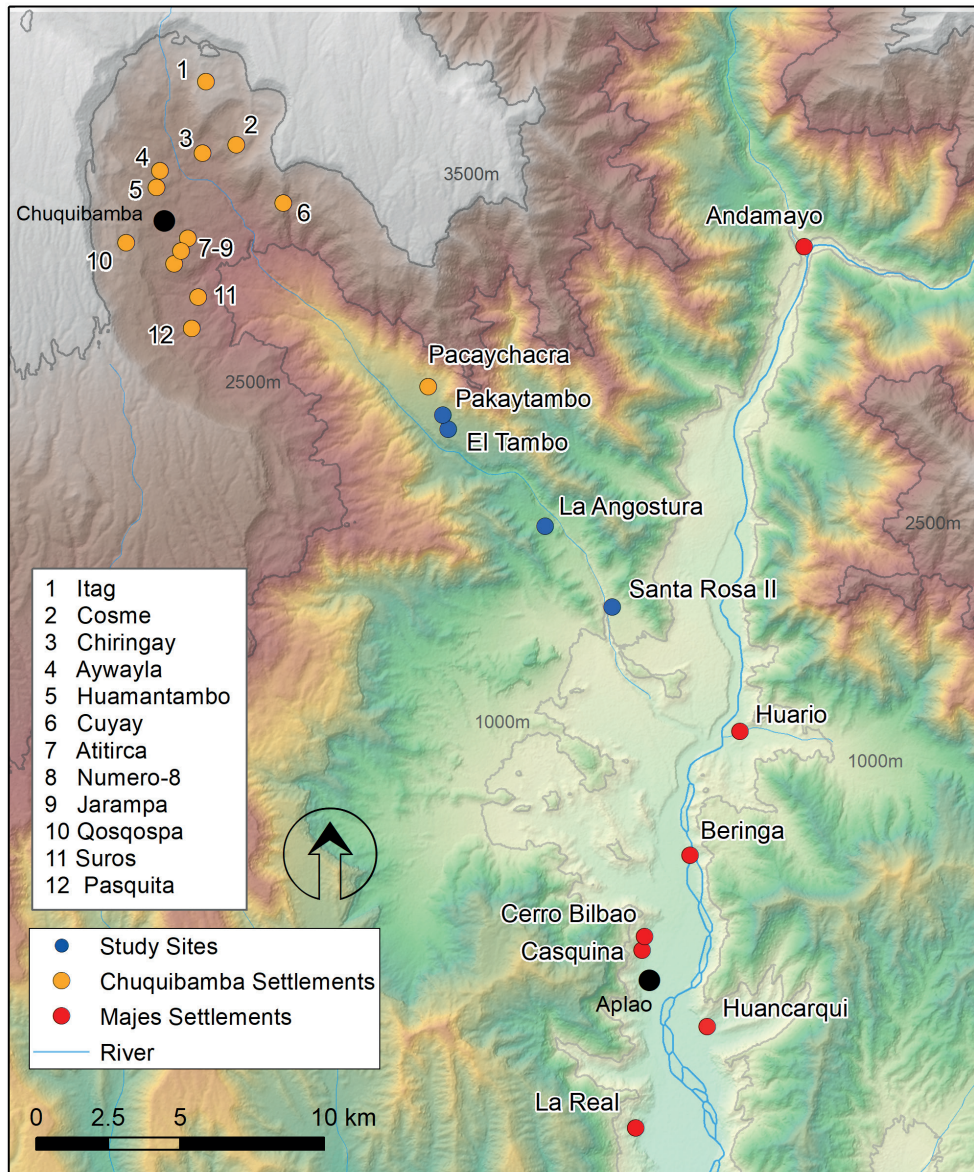 1
2
3
4
3500m
5
6
Chuquibamba
Andamayo
7-9
10
11
12
Pacaychacra
2500m
Pakaytambo
El Tambo
2500m
La Angostura
Santa Rosa II
1 Itag
2 Cosme
3 Chiringay
4 Aywayla
5 Huamantambo
6 Cuyay
7 Atitirca
8 Numero-8
9 Jarampa
10 Qosqospa
11 Suros
12 Pasquita
1000m
Huario
1000m
Beringa
Cerro Bilbao
Casquina
Aplao
Huancarqui
La Real
Study Sites
Chuquibamba Settlements
Majes Settlements
River
0 2.5 5 10 km